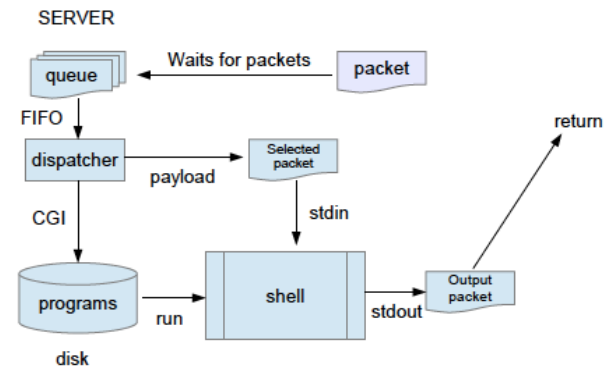 SERVER
queue
Waits for packets
packet
FIFO
return
dispatcher
payload
Selected
packet
CGI
stdin
programs
run
shell
stdout
Output
packet
disk